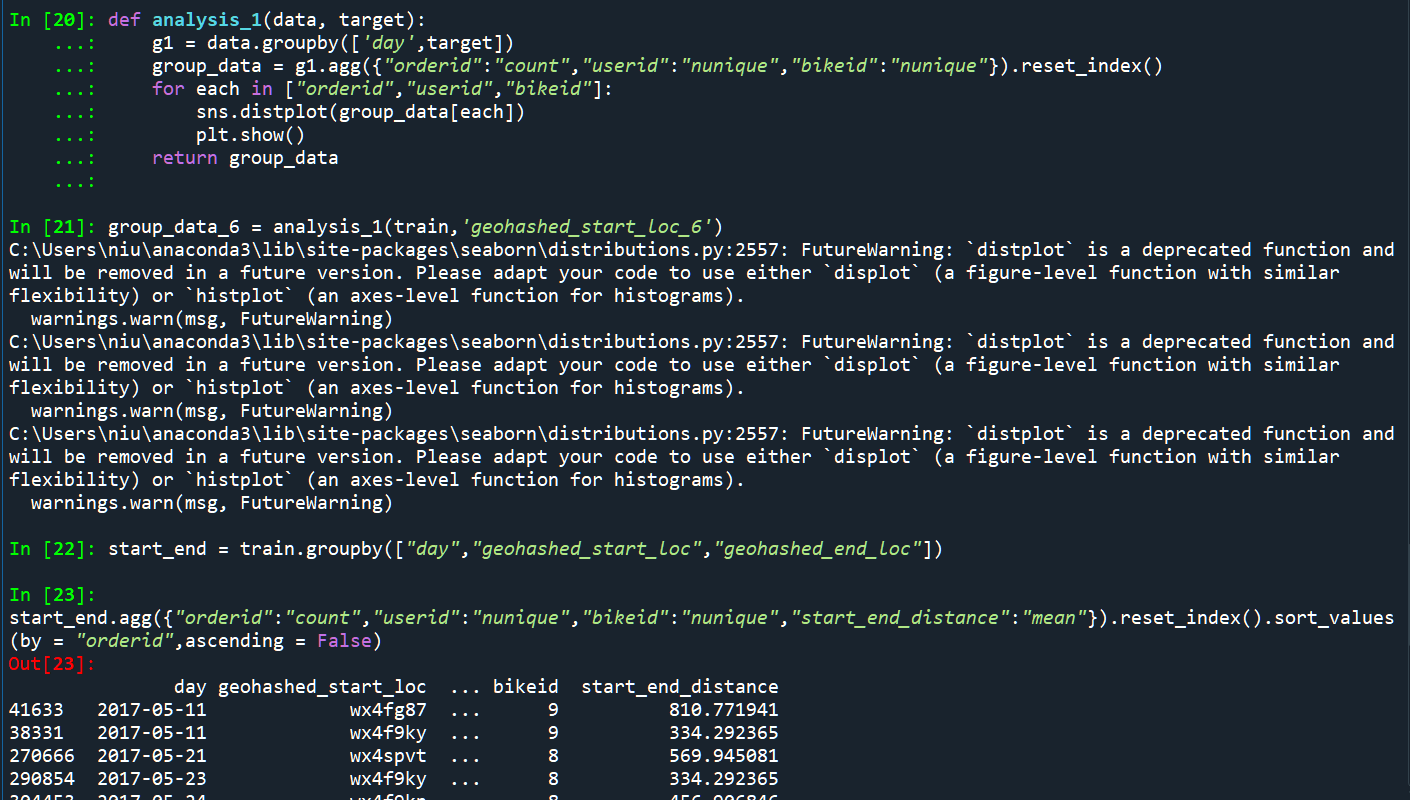 In [20]: def analysis_1(data, target):
    ...:     g1 = data.groupby(['day',target])
    ...:     group_data = g1.agg({"orderid":"count","userid":"nunique","bikeid":"nunique"}).reset_index()
    ...:     for each in ["orderid","userid","bikeid"]:
    ...:         sns.distplot(group_data[each])
    ...:         plt.show()
    ...:     return group_data
    ...:
In [21]: group_data_6 = analysis_1(train,'geohashed_start_loc_6')
C:\Users\niu\anaconda3\lib\site-packages\seaborn\distributions.py:2557: FutureWarning: `distplot` is a deprecated function and
will be removed in a future version. Please adapt your code to use either `displot` (a figure-level function with similar
flexibility) or `histplot` (an axes-level function for histograms).
  warnings.warn(msg, FutureWarning)
C:\Users\niu\anaconda3\lib\site-packages\seaborn\distributions.py:2557: FutureWarning: `distplot` is a deprecated function and
will be removed in a future version. Please adapt your code to use either `displot` (a figure-level function with similar
flexibility) or `histplot` (an axes-level function for histograms).
  warnings.warn(msg, FutureWarning)
C:\Users\niu\anaconda3\lib\site-packages\seaborn\distributions.py:2557: FutureWarning: `distplot` is a deprecated function and
will be removed in a future version. Please adapt your code to use either `displot` (a figure-level function with similar
flexibility) or `histplot` (an axes-level function for histograms).
  warnings.warn(msg, FutureWarning)
In [22]: start_end = train.groupby(["day","geohashed_start_loc","geohashed_end_loc"])
In [23]:
start_end.agg({"orderid":"count","userid":"nunique","bikeid":"nunique","start_end_distance":"mean"}).reset_index().sort_values
(by = "orderid",ascending = False)
Out[23]:
               day geohashed_start_loc  ... bikeid  start_end_distance
41633   2017-05-11             wx4fg87  ...      9          810.771941
38331   2017-05-11             wx4f9ky  ...      9          334.292365
270666  2017-05-21             wx4spvt  ...      8          569.945081
290854  2017-05-23             wx4f9ky  ...      8          334.292365